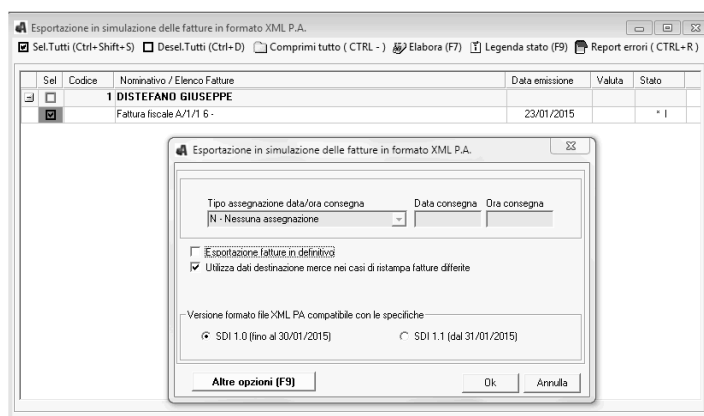 Esportazione in simulazione delle fatture in formato XML P.A.
Sel.Tutti (Ctrl+Shift+S) Desel.Tutti (Ctrl+D) Comprimi tutto ( CTRL - ) Elabora (F7) Legenda stato (F9) Report errori ( CTRL+R )
Sel Codice Nominativo / Elenco Fatture Data emissione Valuta Stato
1 DISTEFANO GIUSEPPE
Fattura fiscale A/1/1 6 - 23/01/2015 * I
Esportazione in simulazione delle fatture in formato XML P.A.
Tipo assegnazione data/ora consegna Data consegna Ora consegna
N - Nessuna assegnazione
Esportazione fatture in definitivo
Utilizza dati destinazione merce nei casi di ristampa fatture differite
Versione formato file XML PA compatibile con le specifiche
SDI 1.0 (fino al 30/01/2015) SDI 1.1 (dal 31/01/2015)
Altre opzioni (F9) Ok Annulla